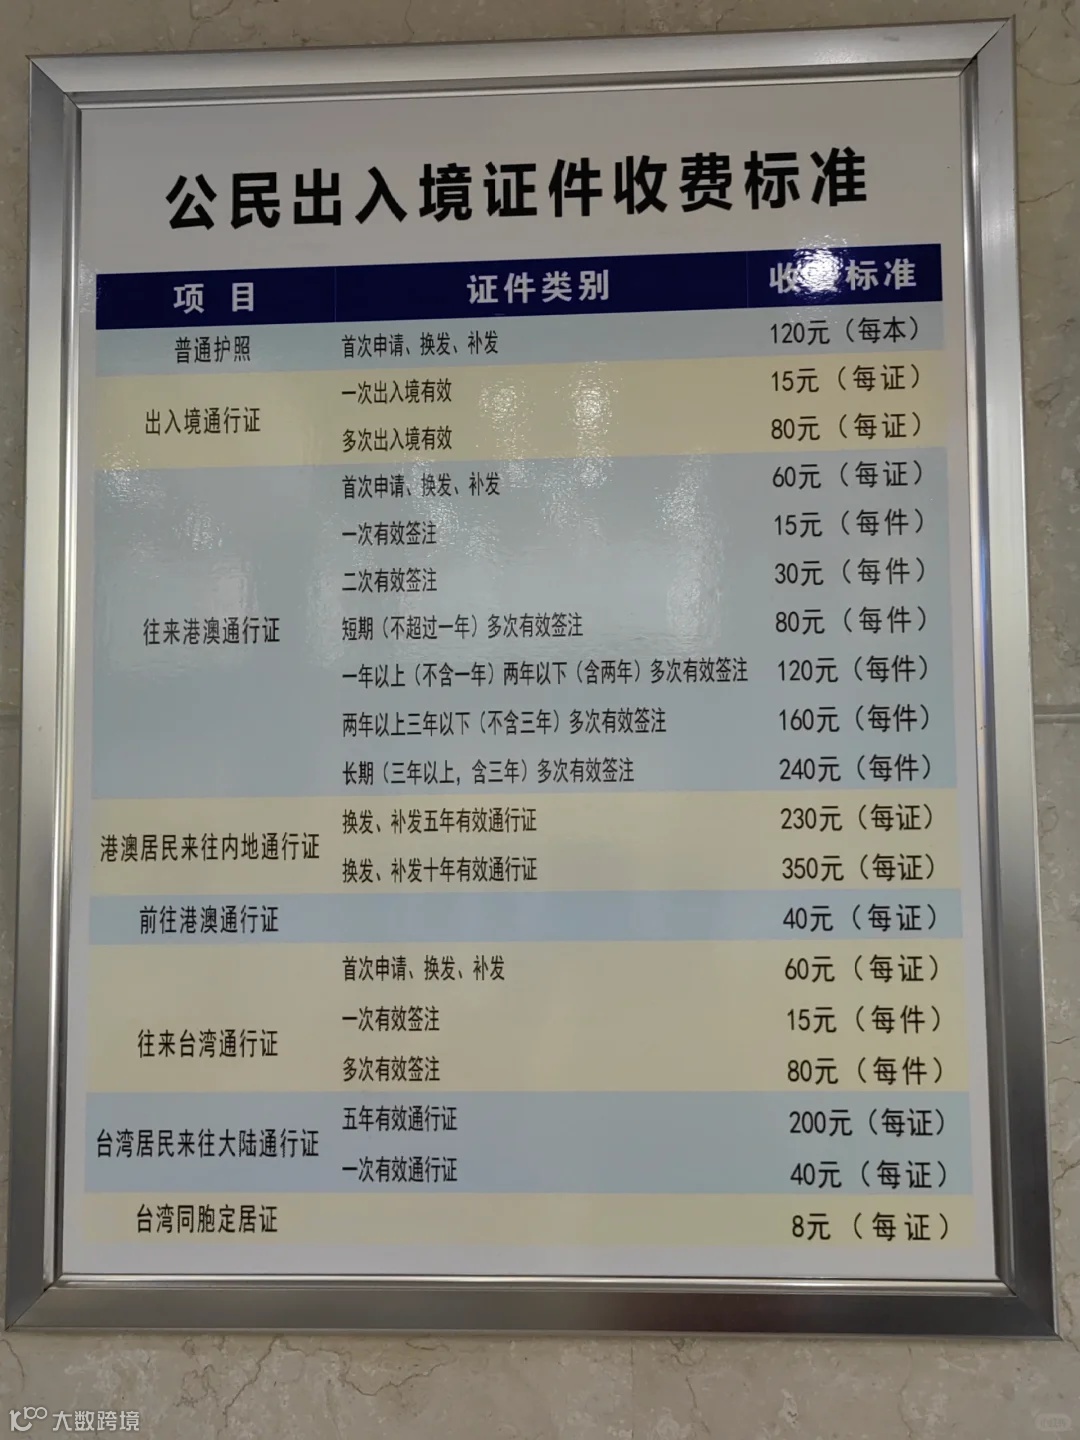 公民出入境证件收费标准
项 目 证件类别 收费标准
普通护照 首次申请、换发、补发 120元（每本）
出入境通行证 一次出入境有效 15元（每证）
多次出入境有效 80元（每证）
往来港澳通行证 首次申请、换发、补发 60元（每证）
一次有效签注 15元（每件）
二次有效签注 30元（每件）
短期（不超过一年）多次有效签注 80元（每件）
一年以上（不含一年）两年以下（含两年）多次有效签注 120元（每件）
两年以上三年以下（不含三年）多次有效签注 160元（每件）
长期（三年以上，含三年）多次有效签注 240元（每件）
港澳居民来往内地通行证 换发、补发五年有效通行证 230元（每证）
换发、补发十年有效通行证 350元（每证）
前往港澳通行证 40元（每证）
往来台湾通行证 首次申请、换发、补发 60元（每证）
一次有效签注 15元（每件）
多次有效签注 80元（每件）
台湾居民来往大陆通行证 五年有效通行证 200元（每证）
一次有效通行证 40元（每证）
台湾同胞定居证 8元（每证）
大数跨境